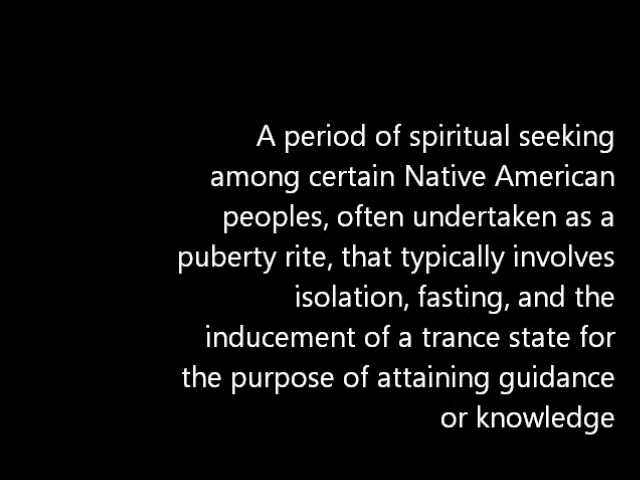 A period of spiritual seeking
among certain Native American
peoples, often undertaken as a
puberty rite, that typically involves
isolation, fasting, and the
inducement of a trance state for
the purpose of attaining guidance
or knowledge